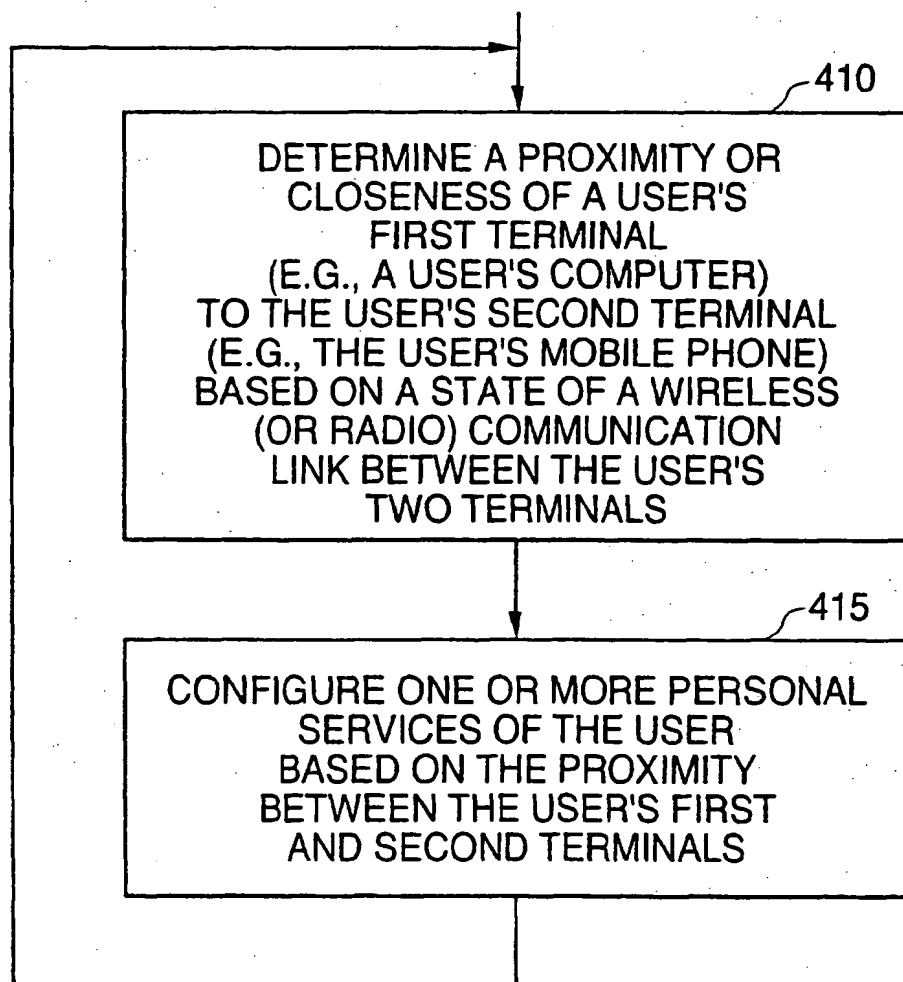 410
DETERMINE A PROXIMITY OR
CLOSENESS OF A USER'S
FIRST TERMINAL
(E.G., A USER'S COMPUTER)
TO THE USER'S SECOND TERMINAL
(E.G., THE USER'S MOBILE PHONE)
BASED ON A STATE OF A WIRELESS
(OR RADIO) COMMUNICATION
LINK BETWEEN THE USER'S
TWO TERMINALS
415
CONFIGURE ONE OR MORE PERSONAL
SERVICES OF THE USER
BASED ON THE PROXIMITY
BETWEEN THE USER'S FIRST
AND SECOND TERMINALS